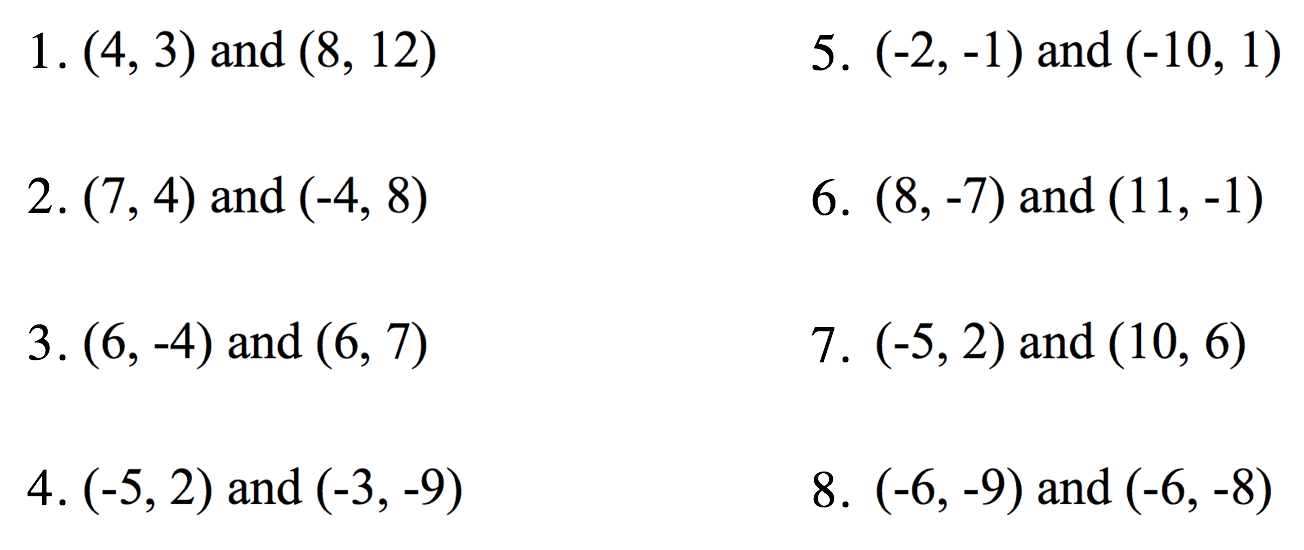 1. (4, 3) and (8, 12)
2. (7, 4) and (-4, 8)
3. (6, -4) and (6, 7)
4. (-5, 2) and (-3, -9)
5. (-2, -1) and (-10, 1)
6. (8, -7) and (11, -1)
7. (-5, 2) and (10, 6)
8. (-6, -9) and (-6, -8)